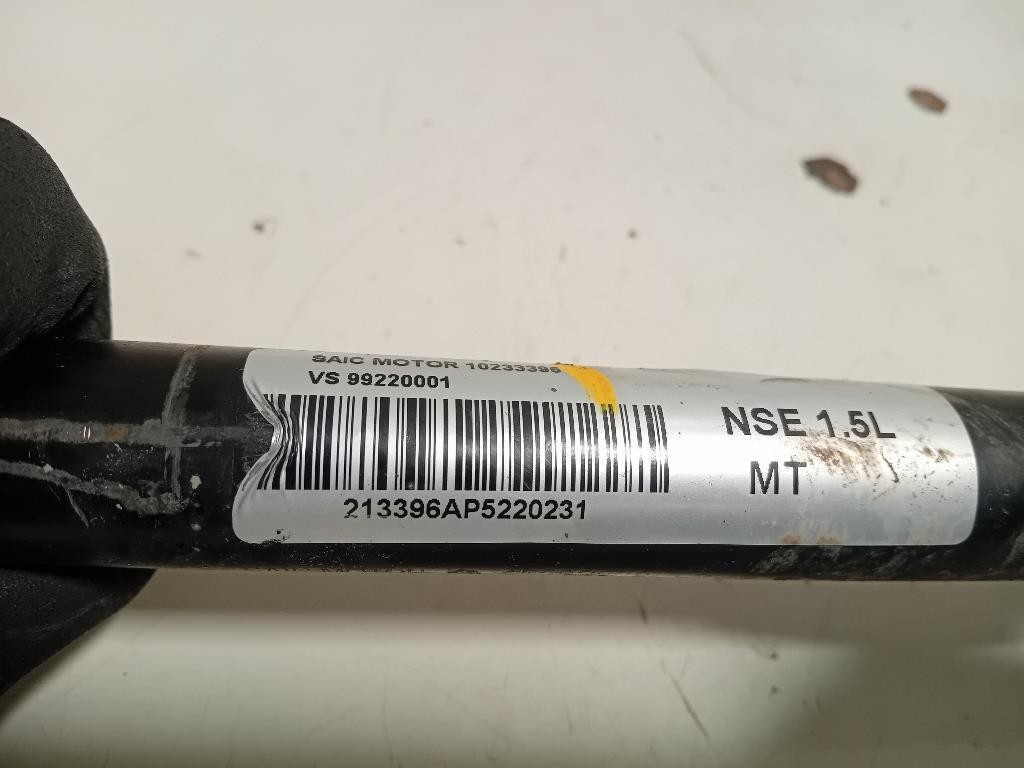 SAIC MOTOR 10233396
VS 99220001
213396AP5220231
NSE 1.5L
MT